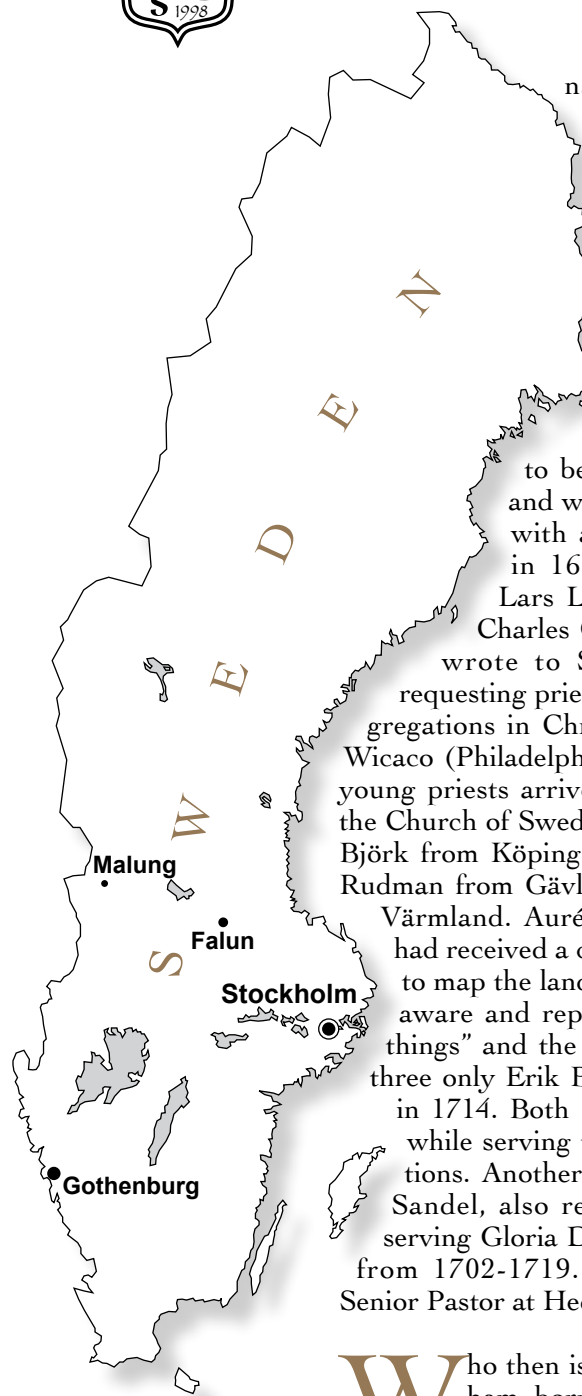 S 1998
n
SWEDEN
Malung
Falun
Stockholm
Gothenburg
to be
and w
with a
in 16
Lars L
Charles
wrote to S
requesting prie
gregations in Chr
Wicaco (Philadelph
young priests arrive
the Church of Swed
Björk from Köping
Rudman from Gävl
Värmland. Auré
had received a
to map the land
aware and rep
things” and the
three only Erik B
in 1714. Both
while serving
tions. Another
Sandel, also re
serving Gloria D
from 1702-1719.
Senior Pastor at Hed
Who then is
ham, born